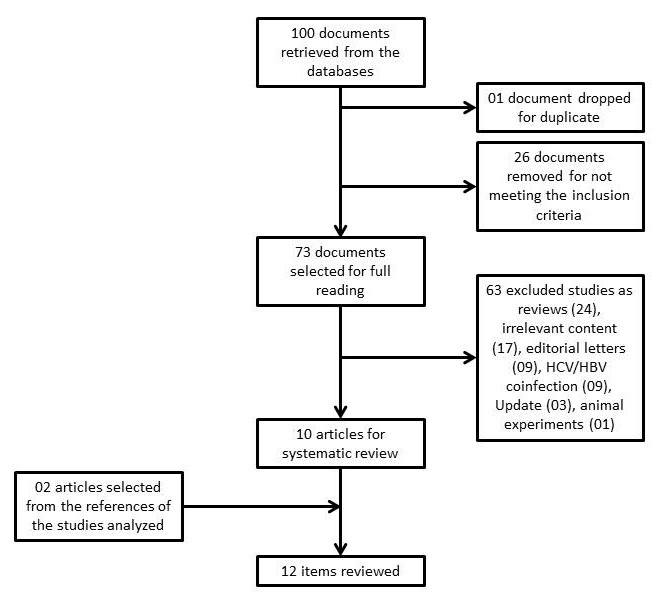 100 documents
retrieved from the
databases
01 document dropped
for duplicate
26 documents
removed for not
meeting the inclusion
criteria
73 documents
selected for full
reading
63 excluded studies as
reviews (24),
irrelevant content
(17), editorial letters
(09), HCV/HBV
coinfection (09),
Update (03), animal
experiments (01)
10 articles for
systematic review
02 articles selected
from the references of
the studies analyzed
12 items reviewed